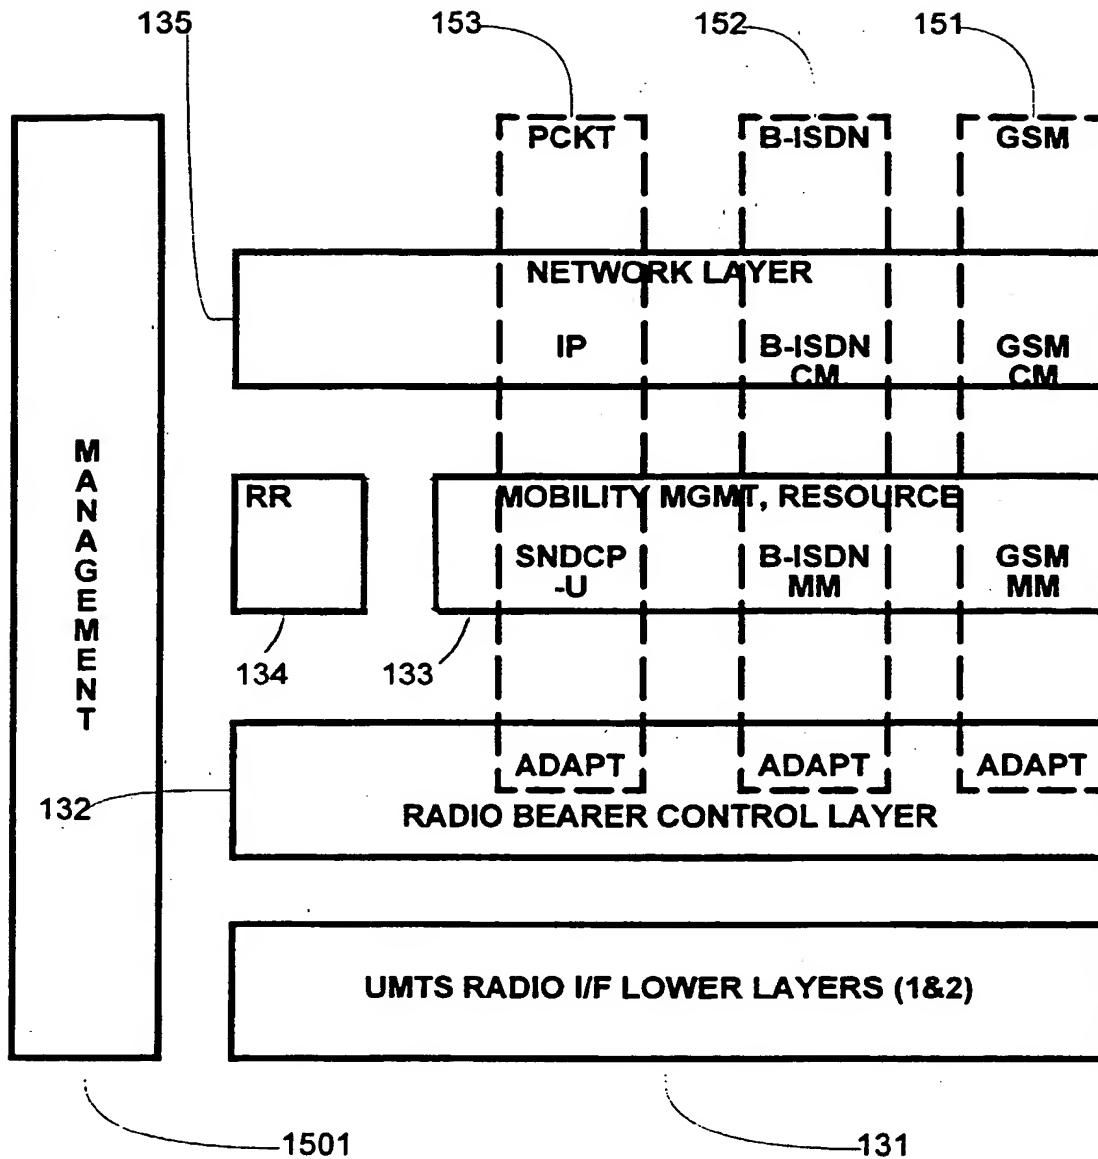 135
153
152
151
PCKT
B-ISDN
GSM
NETWORK LAYER
IP
B-ISDN
CM
GSM
CM
MANAGEMENT
RR
MOBILITY MGMT, RESOURCE
SNDCP
-U
B-ISDN
MM
GSM
MM
134
133
ADAPT
ADAPT
ADAPT
132
RADIO BEARER CONTROL LAYER
UMTS RADIO I/F LOWER LAYERS (1&2)
1501
131